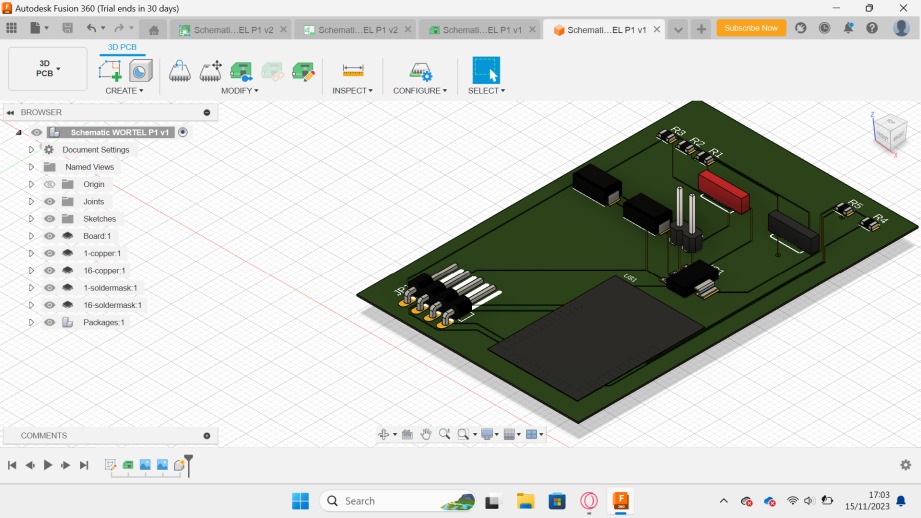 Autodesk Fusion 360 (Trial ends in 30 days)
Schemati...EL P1 v2
Schemati...EL P1 v2
Schemati...EL P1 v1
Schemati...EL P1 v1
Subscribe Now
3D PCB
3D
PCB
CREATE
MODIFY
INSPECT
CONFIGURE
SELECT
BROWSER
Schematic WORTEL P1 v1
Document Settings
Named Views
Origin
Joints
Sketches
Board:1
1-copper:1
16-copper:1
1-soldermask:1
16-soldermask:1
Packages:1
R3
R2
R1
R5
R4
US1
Z
X
COMMENTS
Search
17:03
15/11/2023